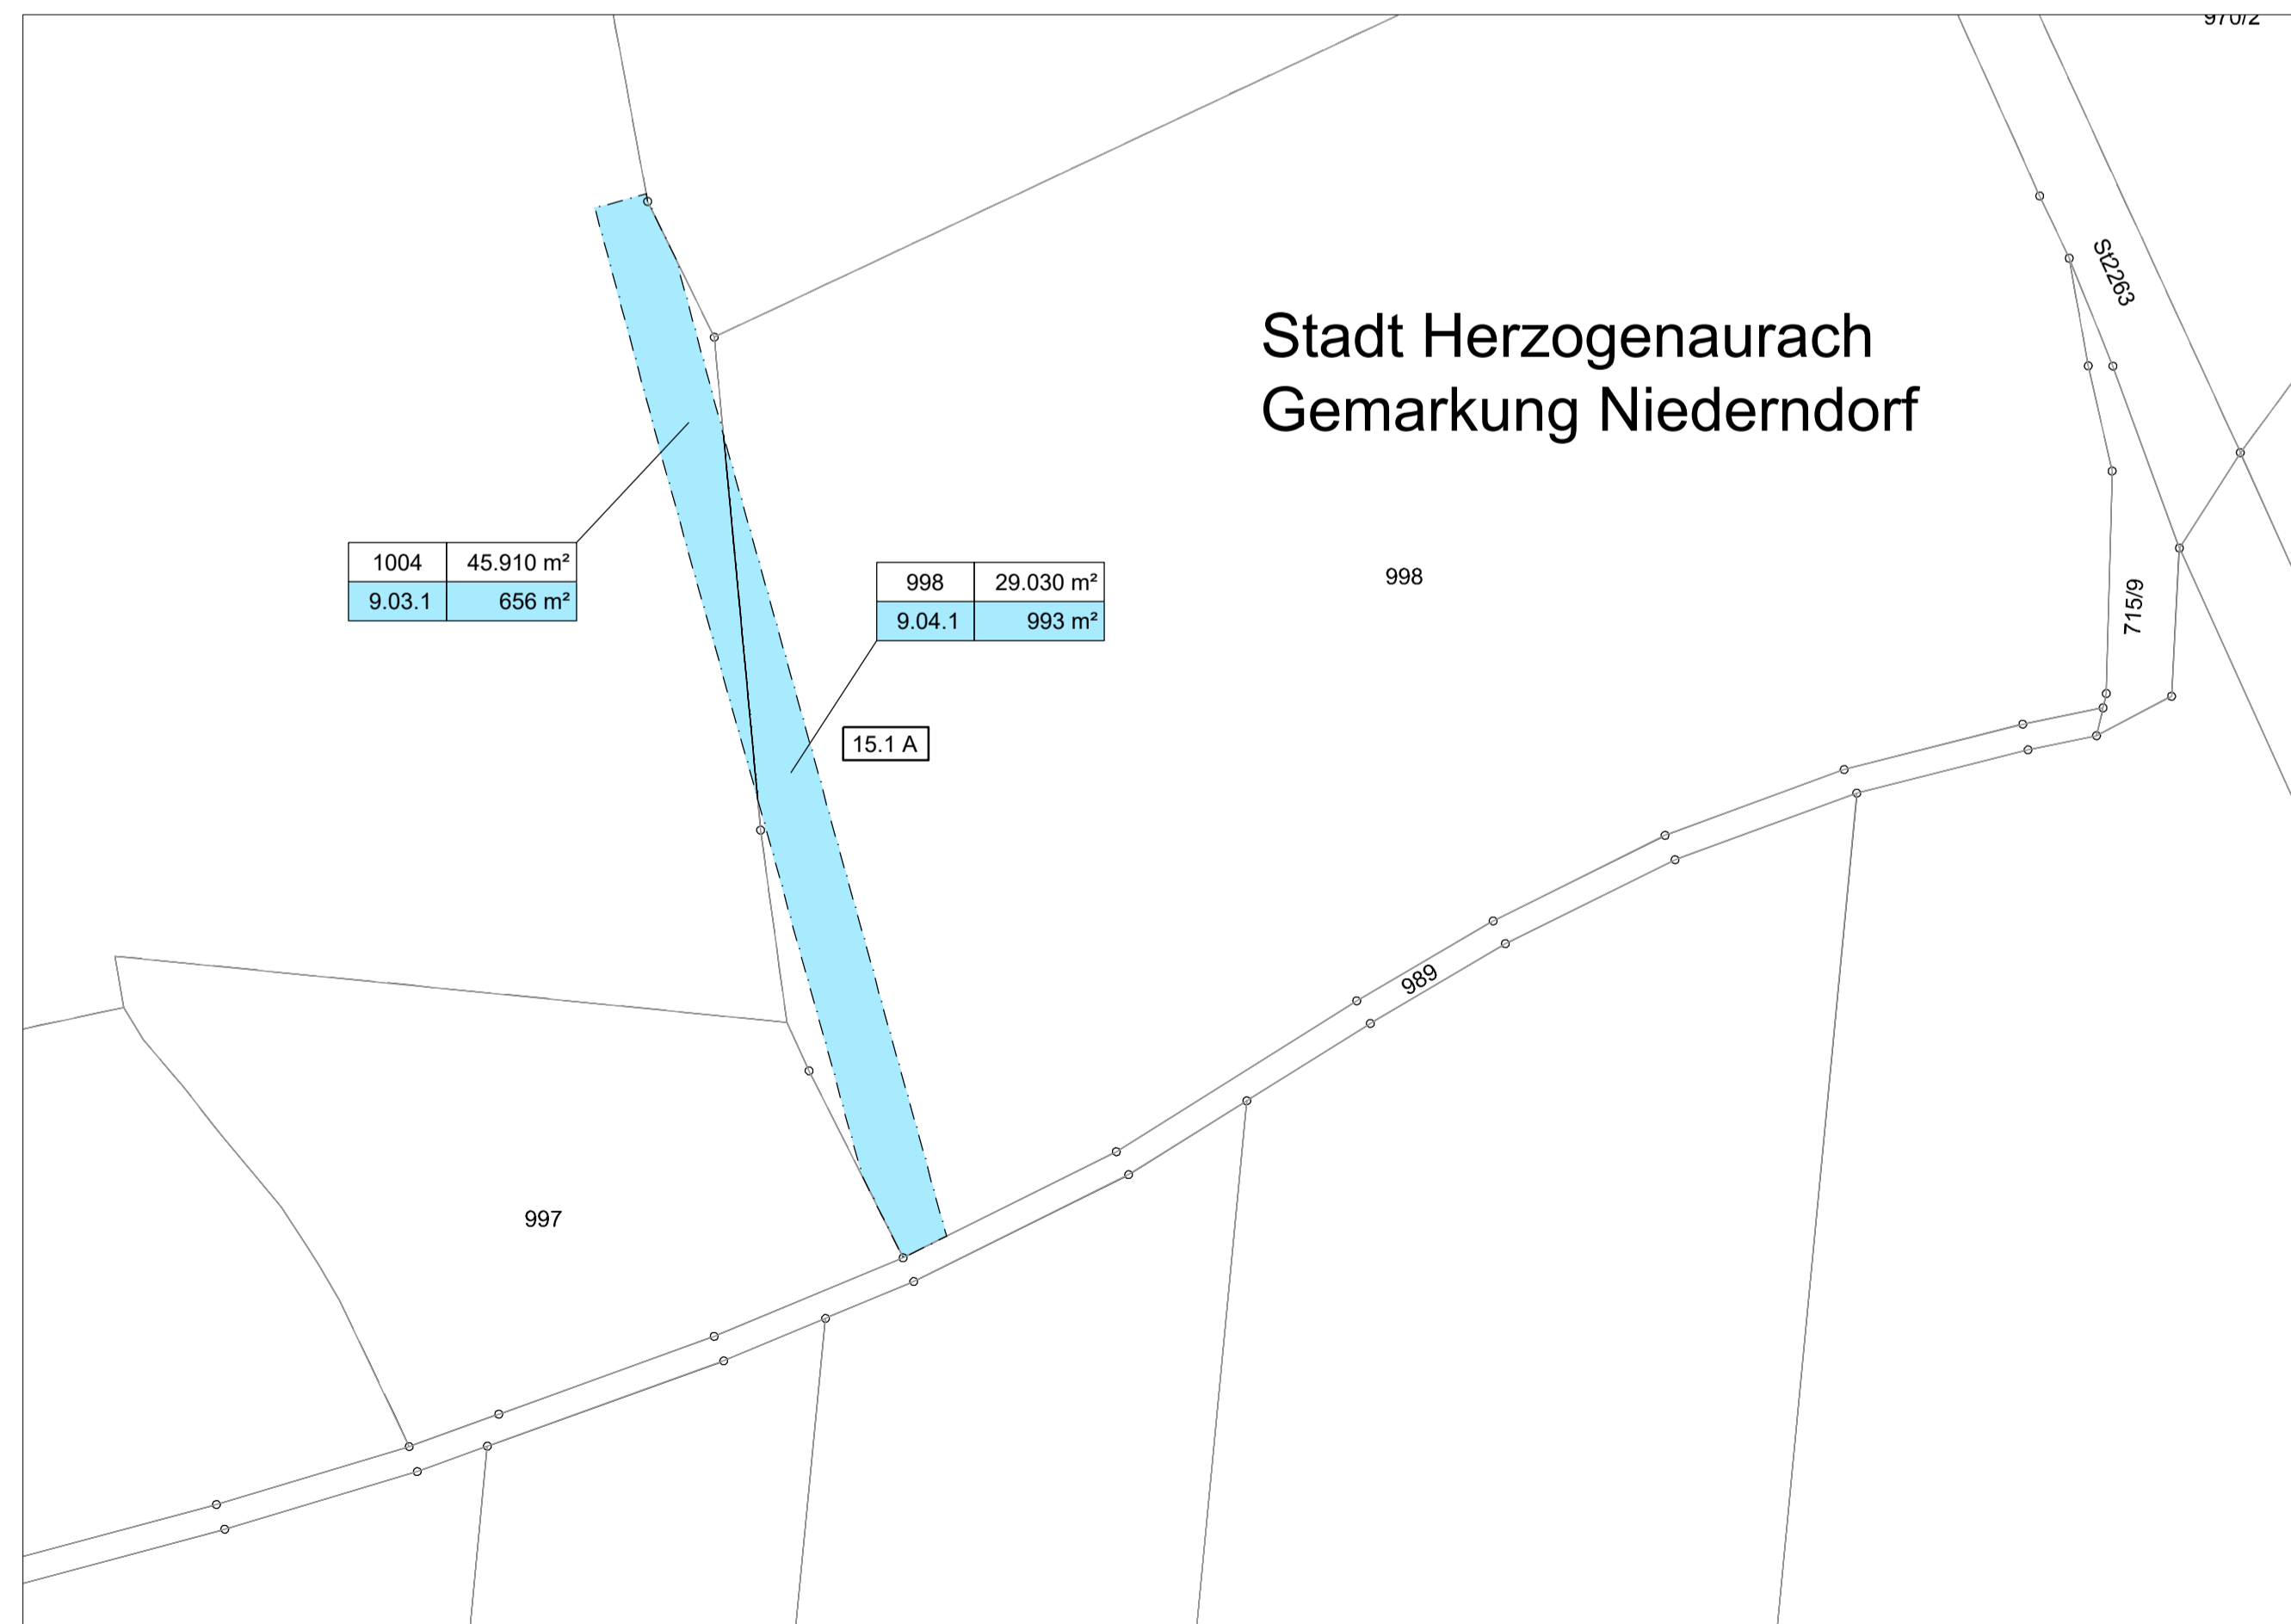 970/2
St2263
Stadt Herzogenaurach
Gemarkung Niederndorf
1004 45.910 m²
9.03.1 656 m²
998 29.030 m²
9.04.1 993 m²
998
715/9
15.1 A
989
997